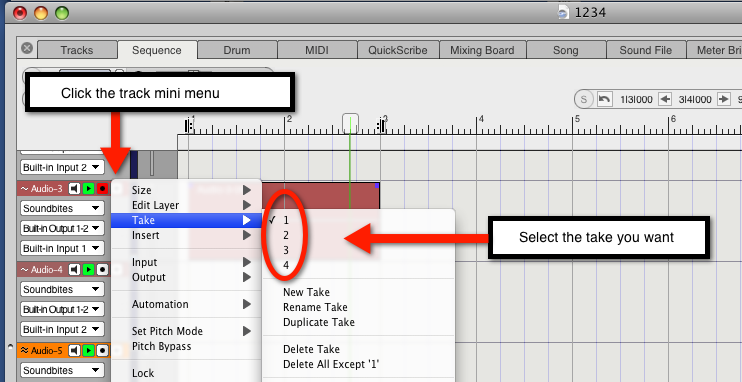 1234
Tracks Sequence Drum MIDI QuickScribe Mixing Board Song Sound File Meter Bri
Click the track mini menu
S 1|3|000 3|4|000 9
1 2 3 4 5 6
Built-in Input 2
Audio-3
Size
Soundbites
Edit Layer
Take
✓ 1
Built-in Output 1-2
Insert
2
Select the take you want
Built-in Input 1
3
Input
4
Audio-4
Output
Soundbites
New Take
Automation
Rename Take
Built-in Output 1-2
Duplicate Take
Built-in Input 2
Set Pitch Mode
Pitch Bypass
Audio-5
Delete Take
Soundbites
Lock
Delete All Except '1'